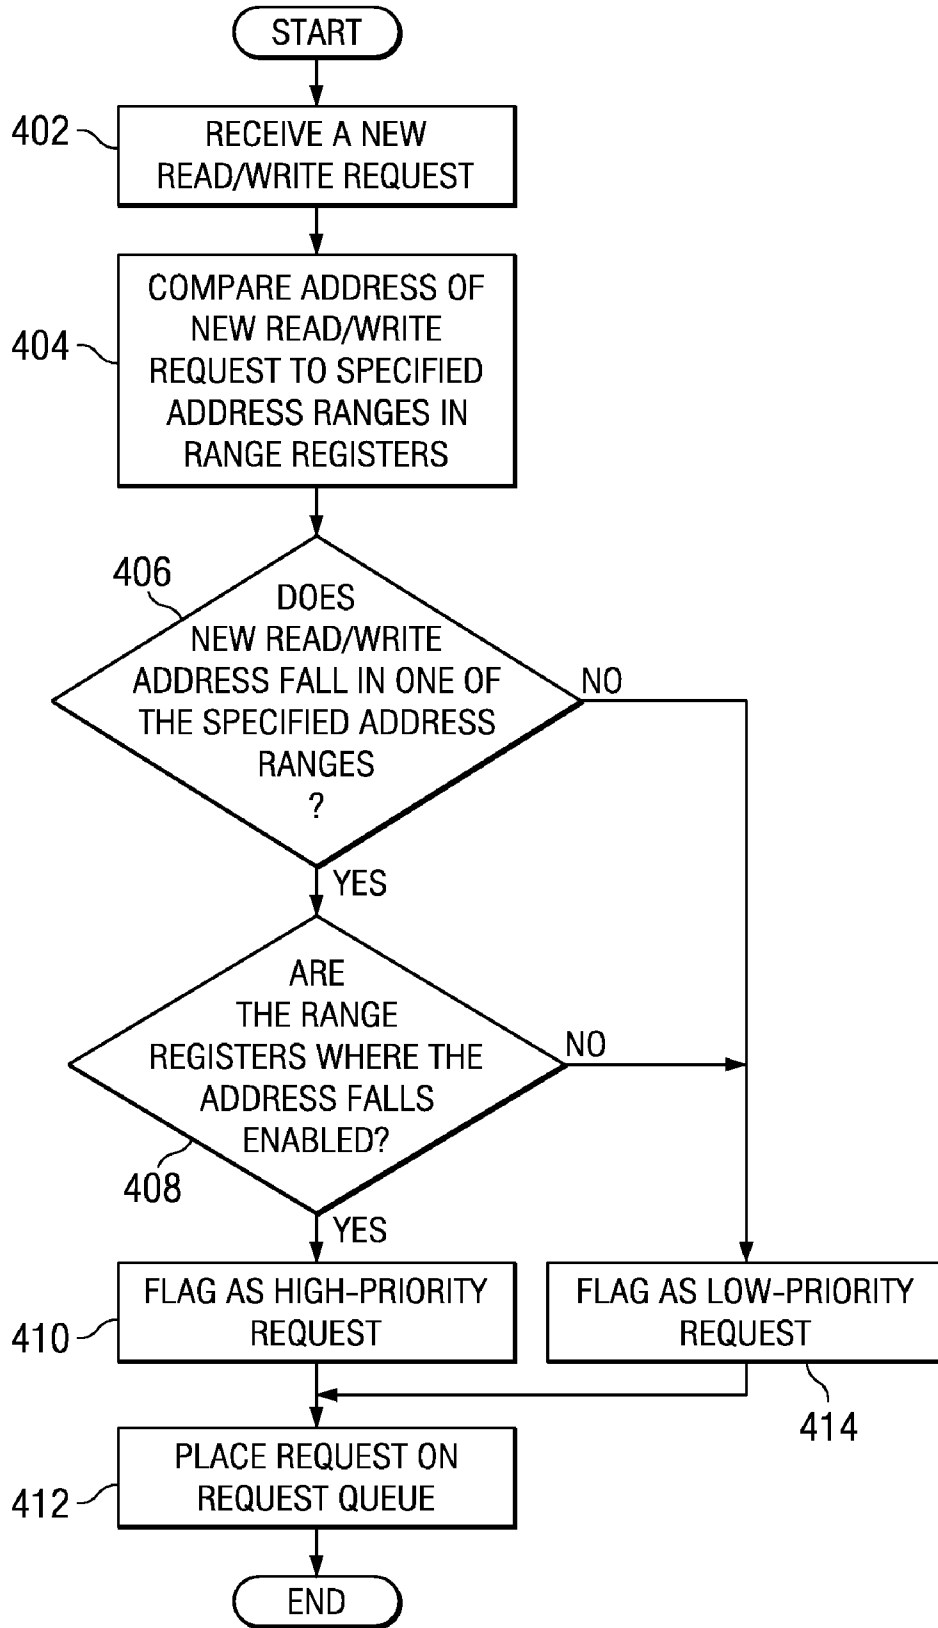 START
402
RECEIVE A NEW
READ/WRITE REQUEST
404
COMPARE ADDRESS OF
NEW READ/WRITE
REQUEST TO SPECIFIED
ADDRESS RANGES IN
RANGE REGISTERS
406
DOES
NEW READ/WRITE
ADDRESS FALL IN ONE OF
THE SPECIFIED ADDRESS
RANGES
?
NO
YES
ARE
THE RANGE
REGISTERS WHERE THE
ADDRESS FALLS
ENABLED?
NO
408
YES
FLAG AS HIGH-PRIORITY
REQUEST
410
FLAG AS LOW-PRIORITY
REQUEST
414
PLACE REQUEST ON
REQUEST QUEUE
412
END